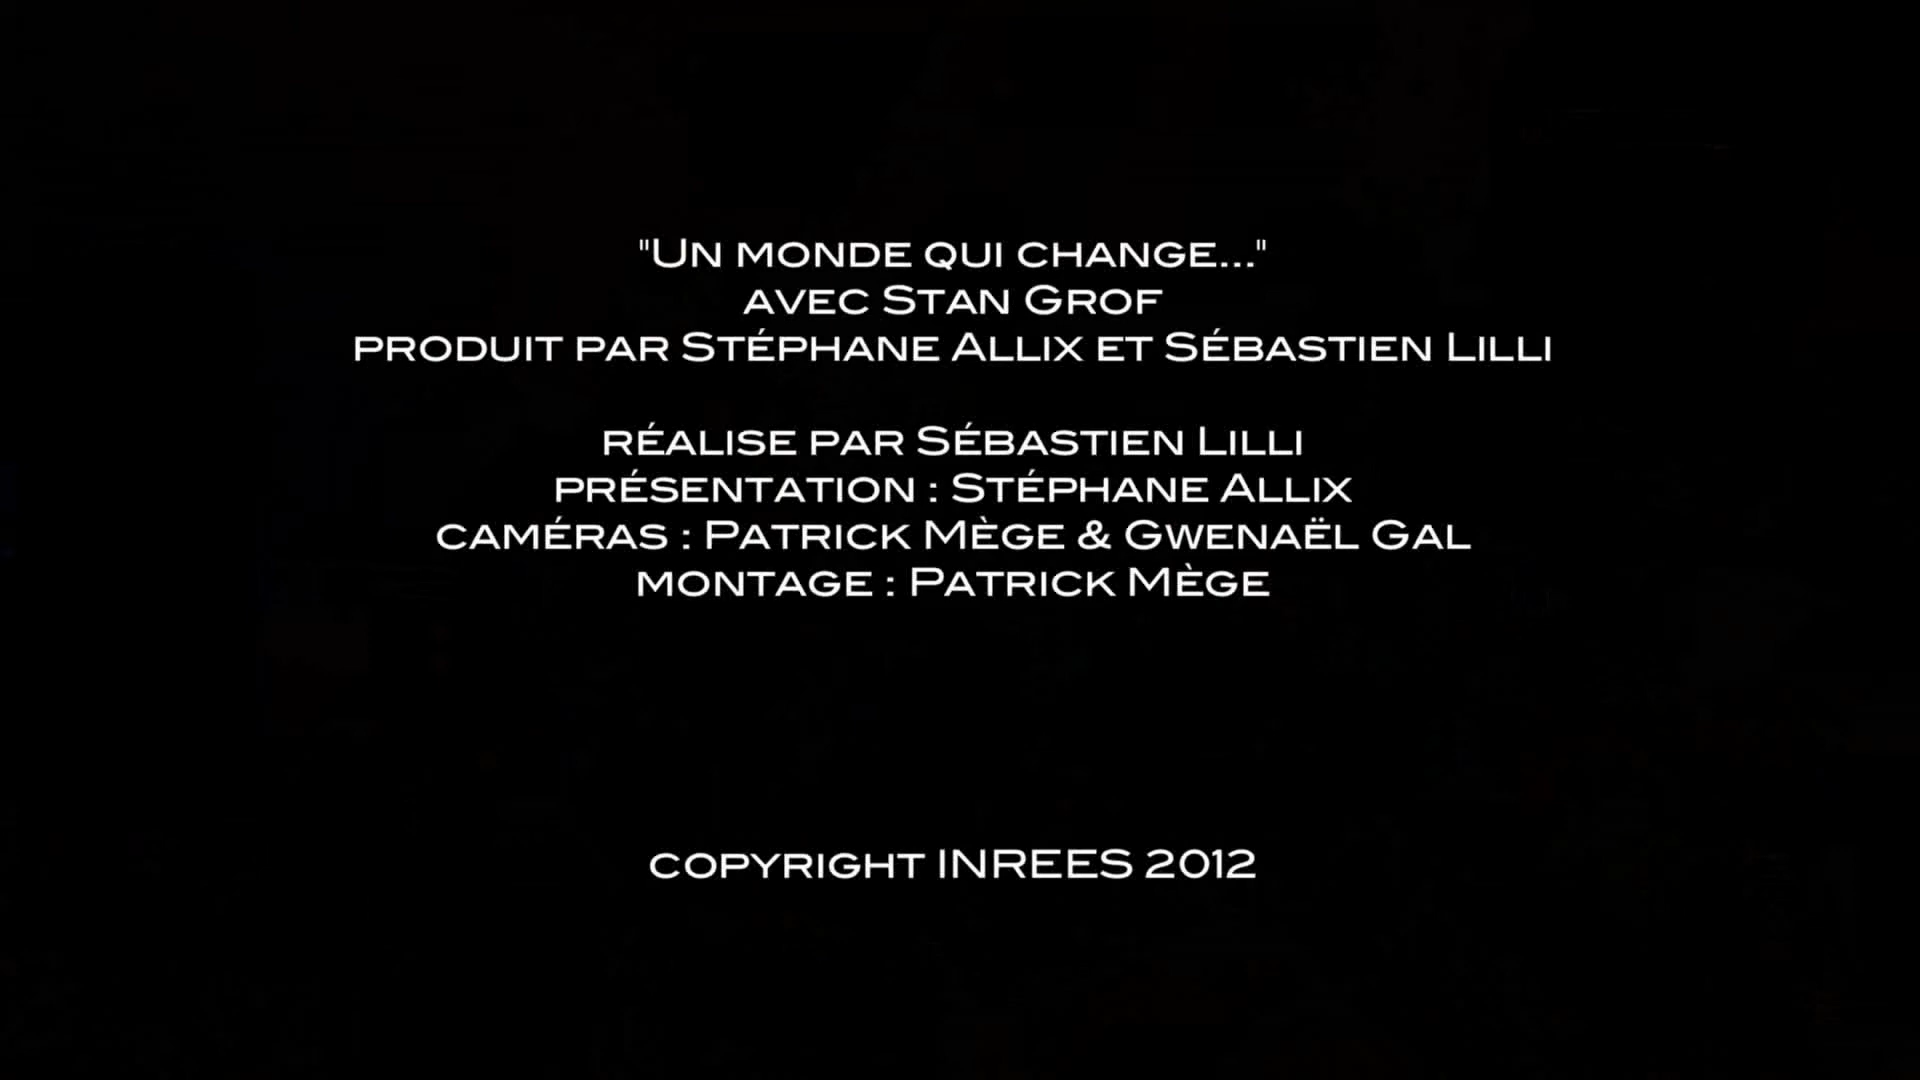 "Un monde qui change..."
avec Stan Grof
produit par Stéphane Allix et Sébastien Lilli
réalise par Sébastien Lilli
présentation : Stéphane Allix
caméras : Patrick Mège & Gwenaël Gal
montage : Patrick Mège
copyright INREES 2012